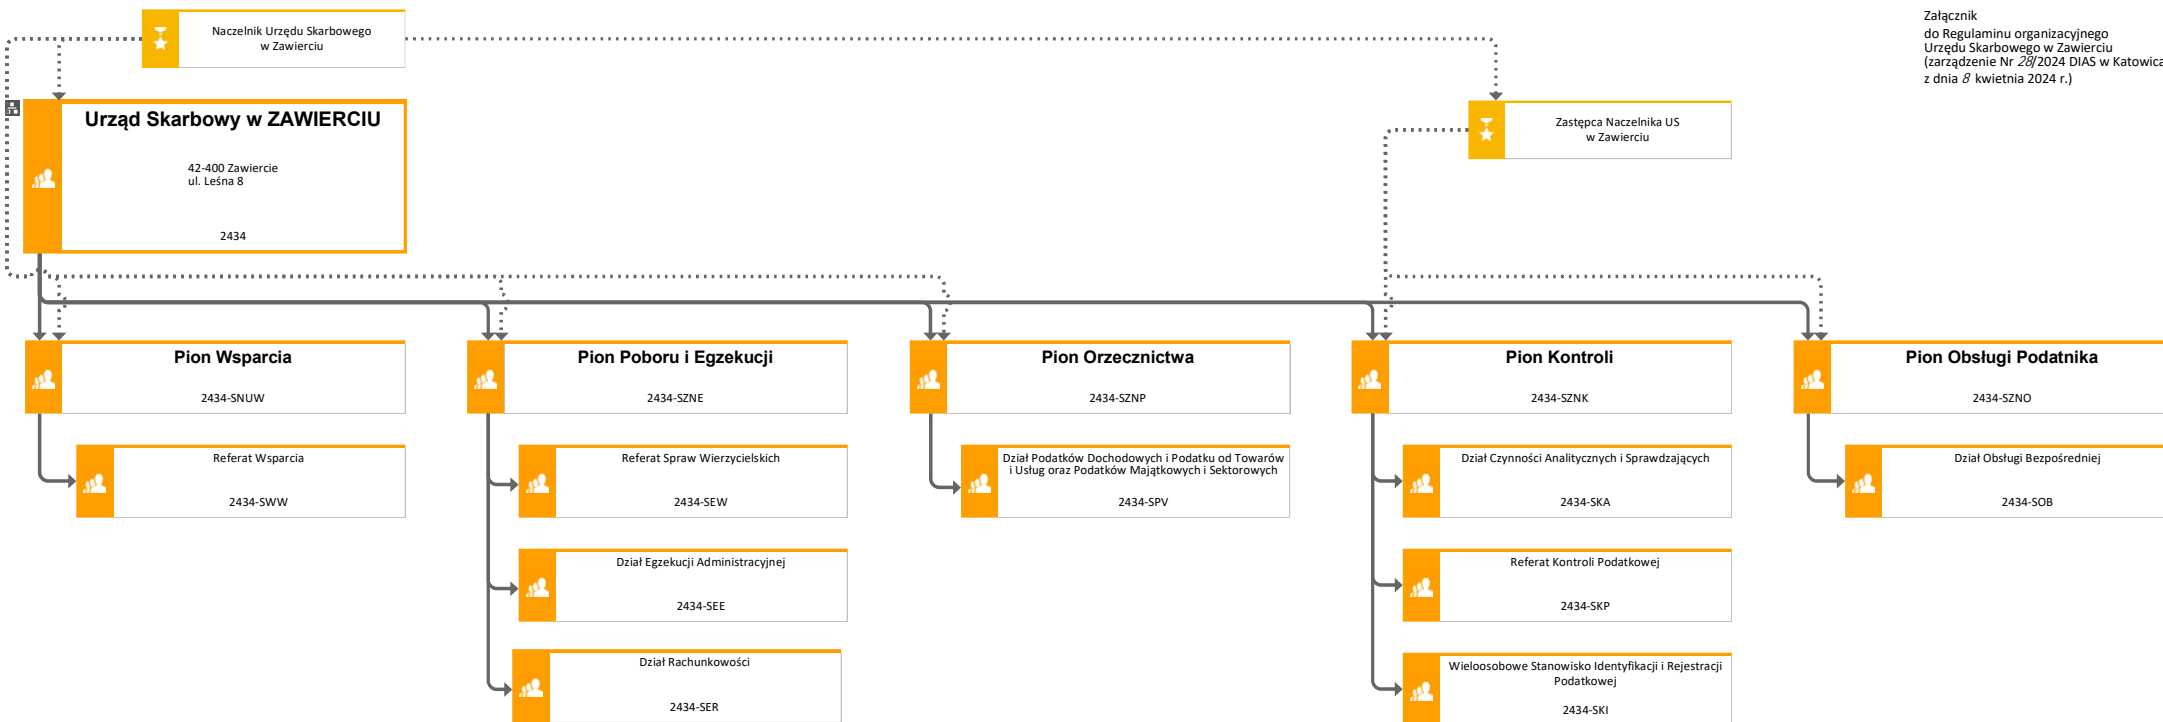 Naczelnik Urzędu Skarbowego
w Zawierciu
Załącznik
do Regulaminu organizacyjnego
Urzędu Skarbowego w Zawierciu
(zarządzenie Nr 28/2024 DIAS w Katowica
z dnia 8 kwietnia 2024 r.)
Urząd Skarbowy w ZAWIERCIU
42-400 Zawiercie
ul. Leśna 8
2434
Zastępca Naczelnika US
w Zawierciu
Pion Wsparcia
2434-SNUW
Pion Poboru i Egzekucji
2434-SZNE
Pion Orzecznictwa
2434-SZNP
Pion Kontroli
2434-SZNK
Pion Obsługi Podatnika
2434-SZNO
Referat Wsparcia
2434-SWW
Referat Spraw Wierzycielskich
2434-SEW
Dział Podatków Dochodowych i Podatku od Towarów
i Usług oraz Podatków Majątkowych i Sektorowych
2434-SPV
Dział Czynności Analitycznych i Sprawdzających
2434-SKA
Dział Obsługi Bezpośredniej
2434-SOB
Dział Egzekucji Administracyjnej
2434-SEE
Referat Kontroli Podatkowej
2434-SKP
Dział Rachunkowości
2434-SER
Wieloosobowe Stanowisko Identyfikacji i Rejestracji
Podatkowej
2434-SKI